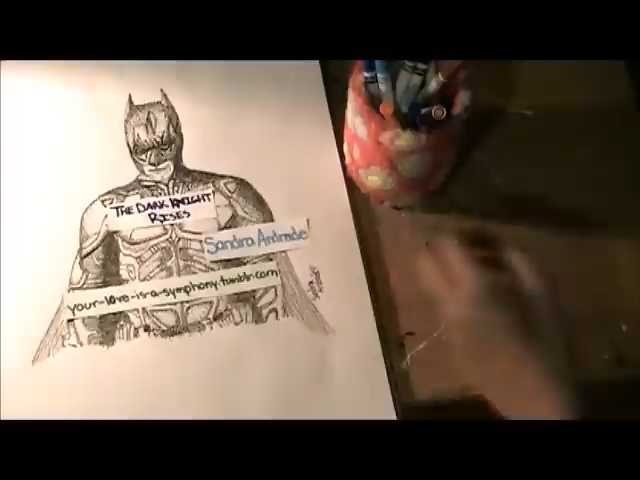 THE DARK KNIGHT
RISES
Sandra Andrade
your-love-is-a-symphony.tumblr.com